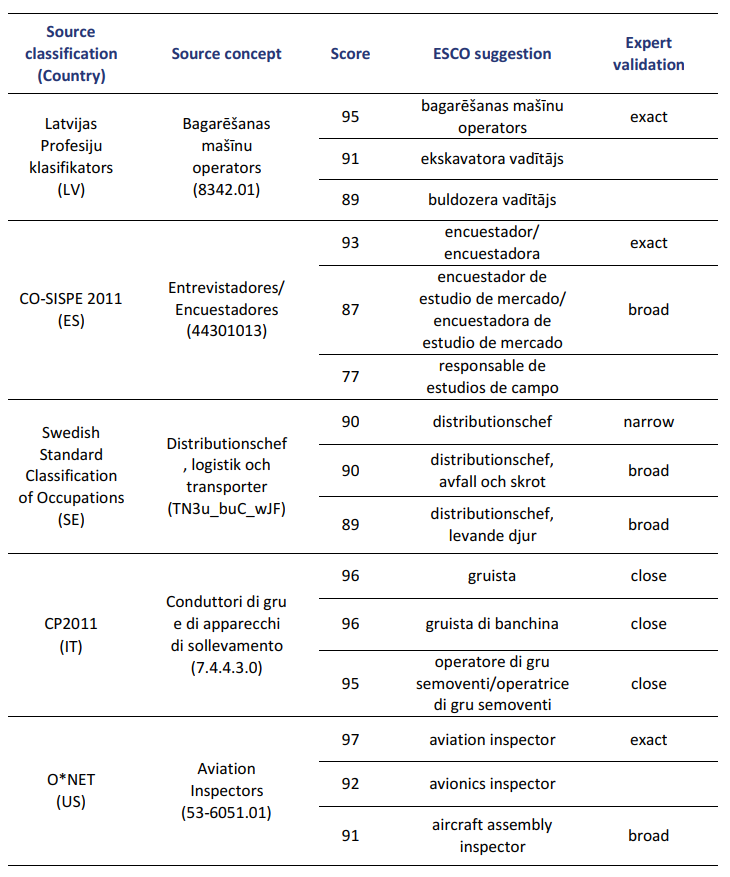 Source
classification
(Country)
Source concept
Score
ESCO suggestion
Expert
validation
Latvijas
Profesiju
klasifikators
(LV)
Bagarēšanas
mašīnu
operators
(8342.01)
95
bagarēšanas mašīnu
operators
exact
91
ekskavatora vadītājs
89
buldozera vadītājs
CO-SISPE 2011
(ES)
Entrevistadores/
Encuestadores
(44301013)
93
encuestador/
encuestadora
exact
87
encuestador de
estudio de mercado/
encuestadora de
estudio de mercado
broad
77
responsable de
estudios de campo
Swedish
Standard
Classification
of Occupations
(SE)
Distributionschef
, logistik och
transporter
(TN3u_buC_wJF)
90
distributionschef
narrow
90
distributionschef,
avfall och skrot
broad
89
distributionschef,
levande djur
broad
CP2011
(IT)
Conduttori di gru
e di apparecchi
di sollevamento
(7.4.4.3.0)
96
gruista
close
96
gruista di banchina
close
95
operatore di gru
semoventi/operatrice
di gru semoventi
close
O*NET
(US)
Aviation
Inspectors
(53-6051.01)
97
aviation inspector
exact
92
avionics inspector
91
aircraft assembly
inspector
broad